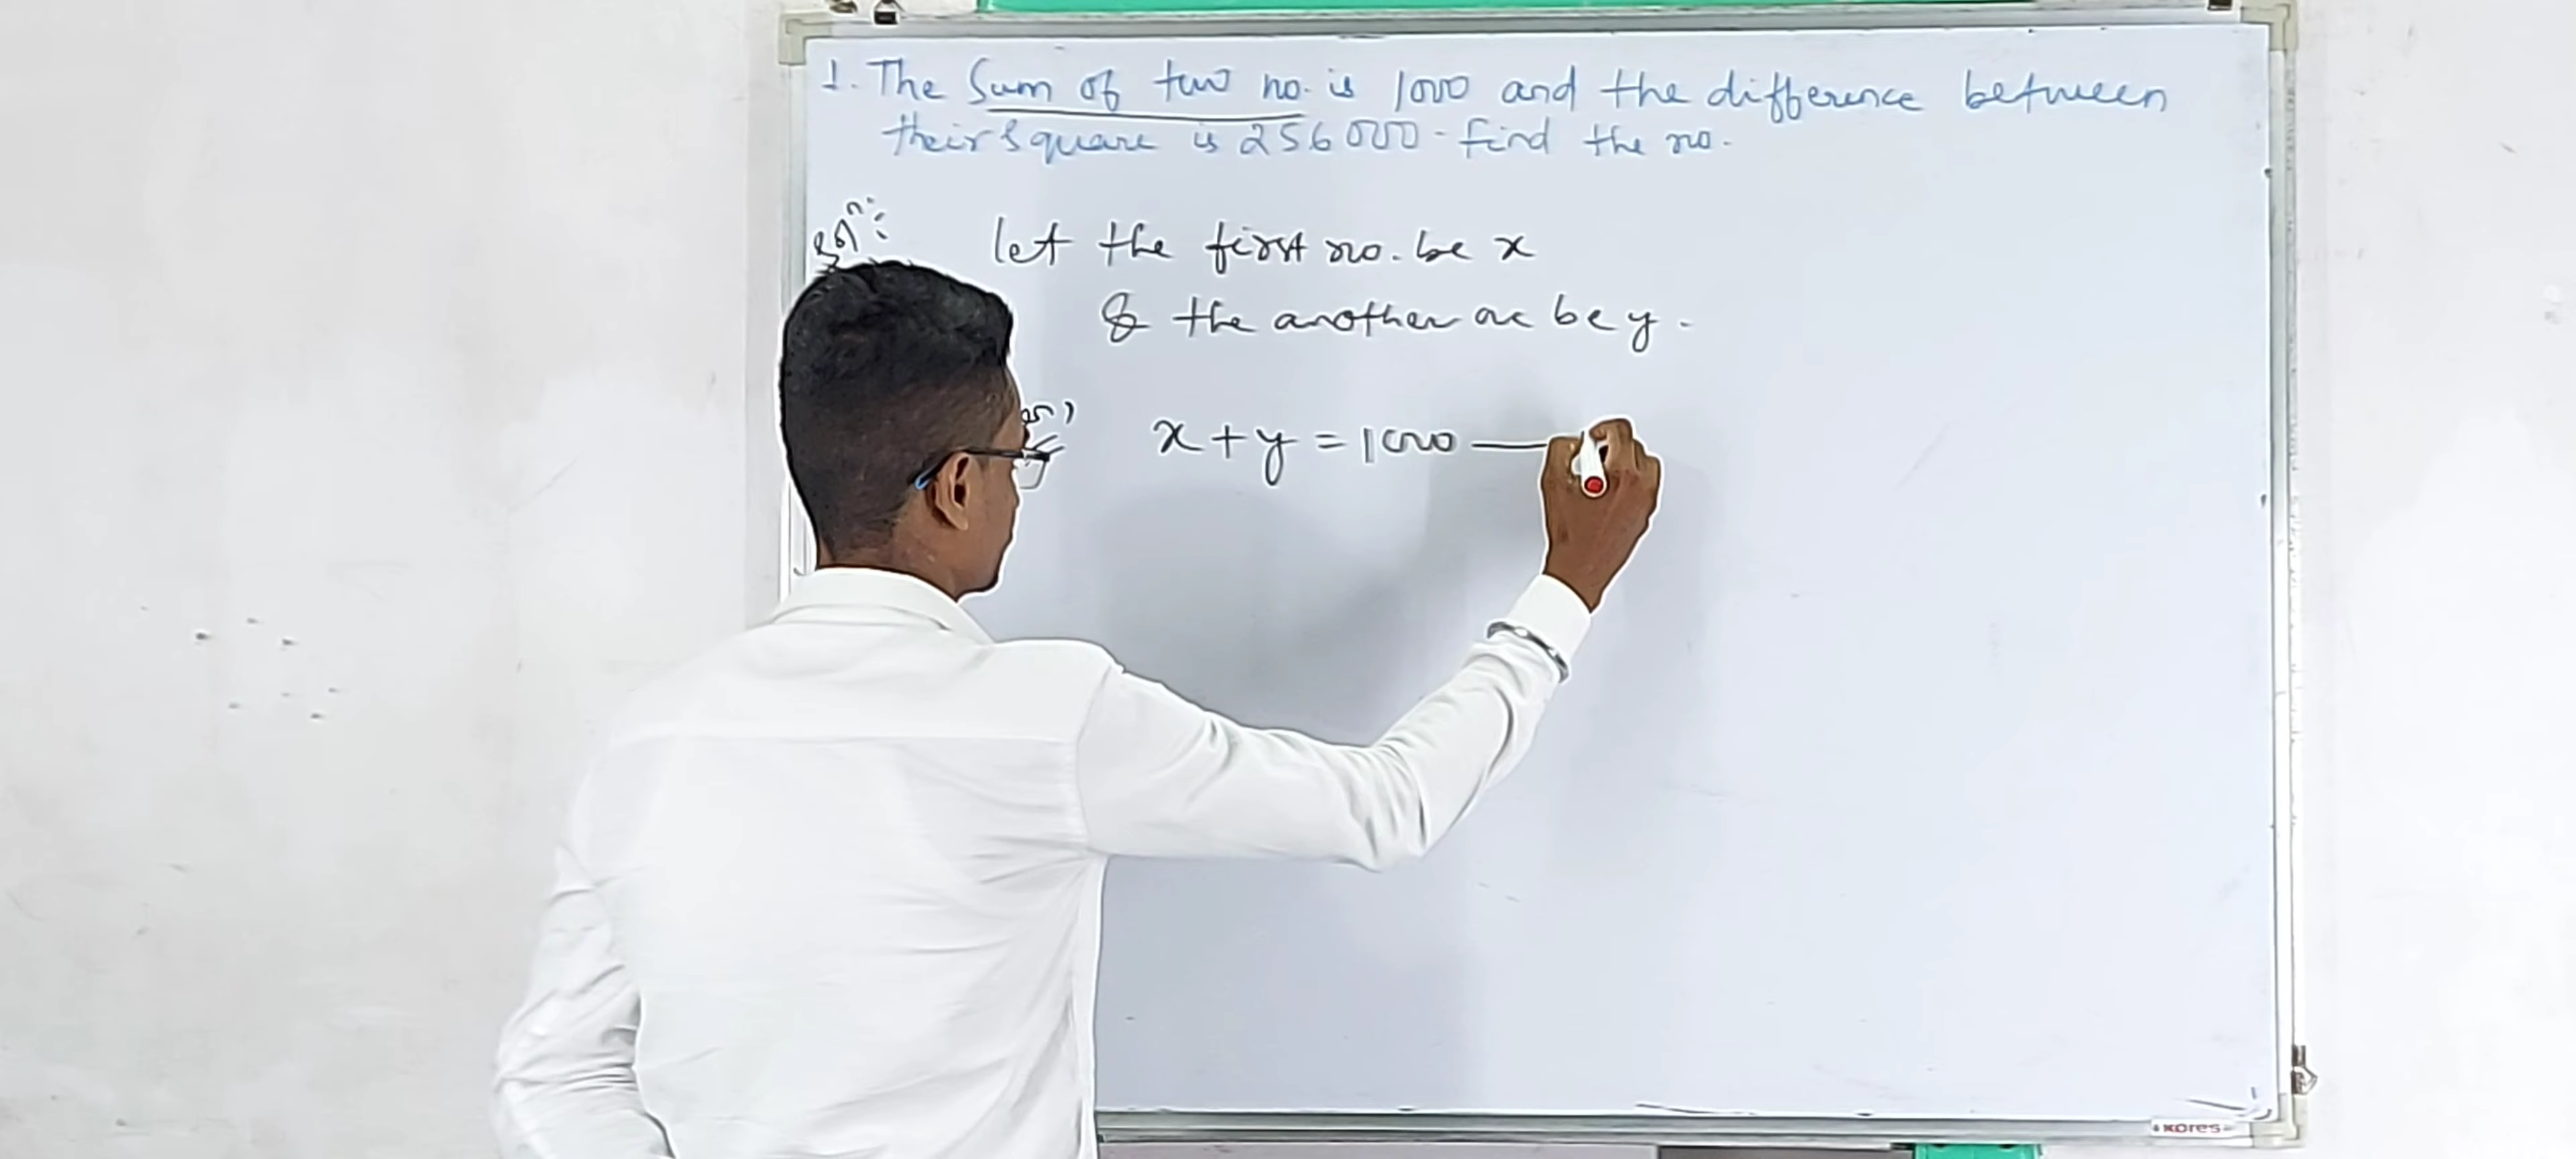 1. The Sum of two no. is 1000 and the difference between
their square is 256000. find the no.
Solⁿ:
let the first no. be x
& the another no be y.
x + y = 1000
KORES